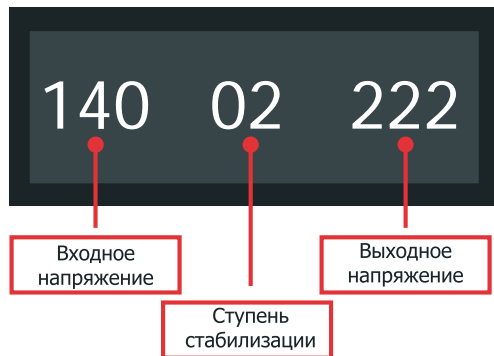 140 02 222
Входное
напряжение
Выходное
напряжение
Ступень
стабилизации